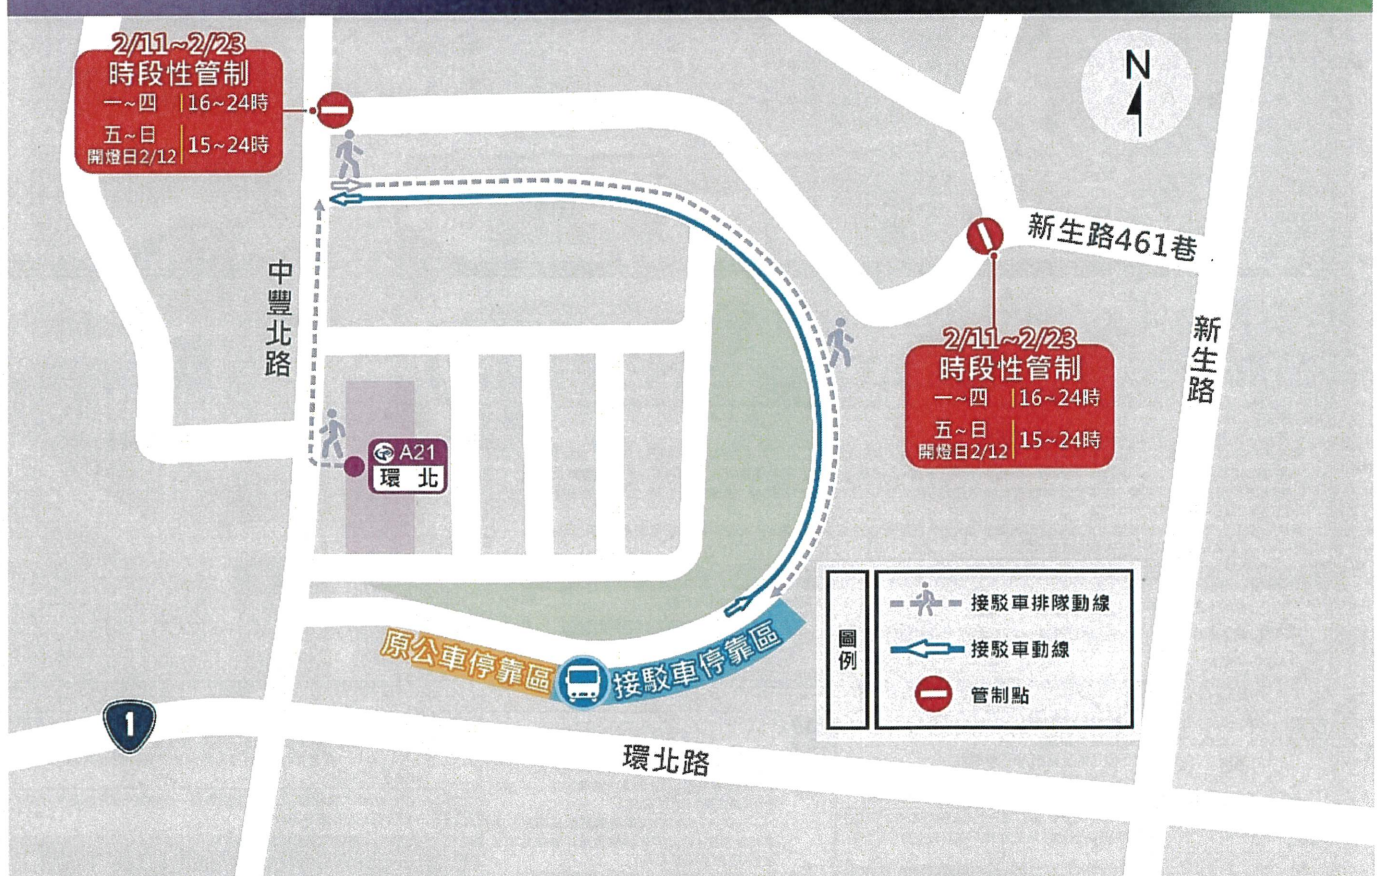 2/11~2/23
時段性管制
一~四 16~24時
五~日
開燈日2/12 15~24時
N
新生路461巷
中豐北路
新生路
2/11~2/23
時段性管制
一~四 16~24時
五~日
開燈日2/12 15~24時
A21
環 北
原公車停靠區
接駁車停靠區
圖例
接駁車排隊動線
接駁車動線
管制點
1
環北路